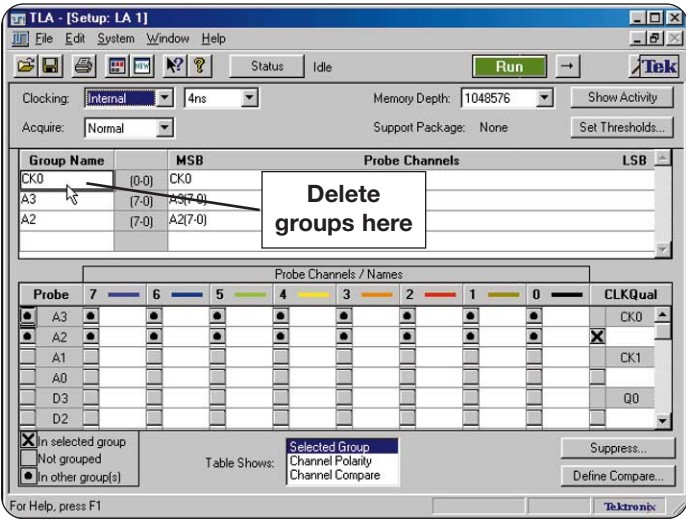 TLA - [Setup: LA 1]
File Edit System Window Help
Status Idle Run Tek
Clocking: Internal 4ns Memory Depth: 1048576 Show Activity
Acquire: Normal Support Package: None Set Thresholds...
Group Name MSB Probe Channels LSB
CK0 (0-0) CK0
A3 (7-0) A3(7-0)
A2 (7-0) A2(7-0)
Delete
groups here
Probe Channels / Names
Probe 7 6 5 4 3 2 1 0 CLKQual
A3 CK0
A2
A1 CK1
A0
D3 Q0
D2
In selected group
Not grouped
In other group(s)
Table Shows:
Selected Group
Channel Polarity
Channel Compare
Suppress...
Define Compare...
For Help, press F1 Tektronix